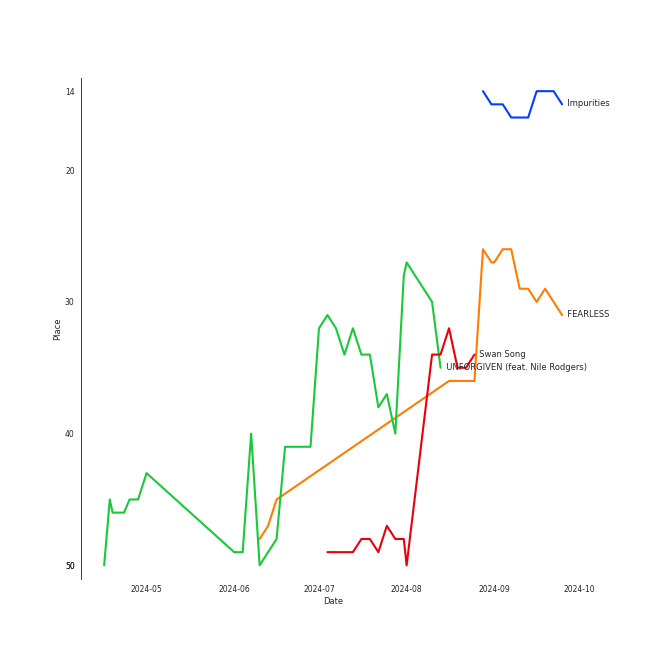 14
Impurities
20
30
FEARLESS
Place
Swan Song
UNFORGIVEN (feat. Nile Rodgers)
40
50
2024-05
2024-06
2024-07
2024-08
2024-09
2024-10
Date